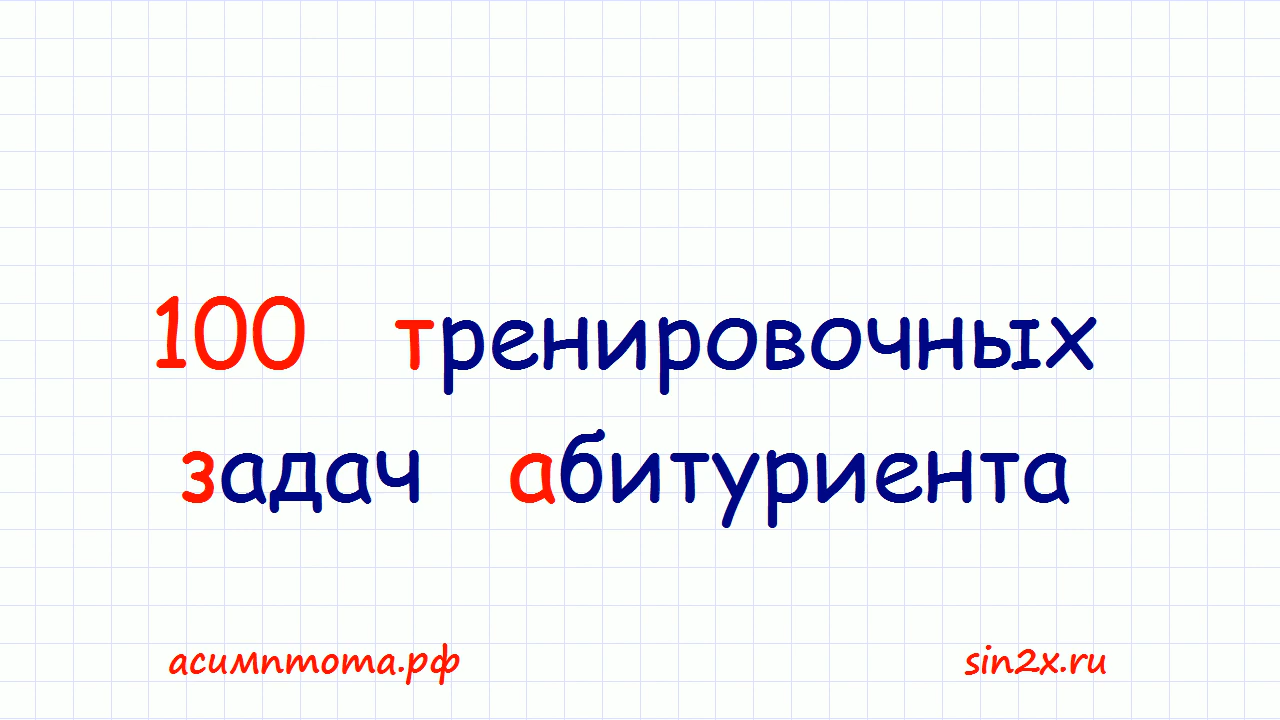 100 тренировочных
задач абитуриента
асимптота.рф sin2x.ru